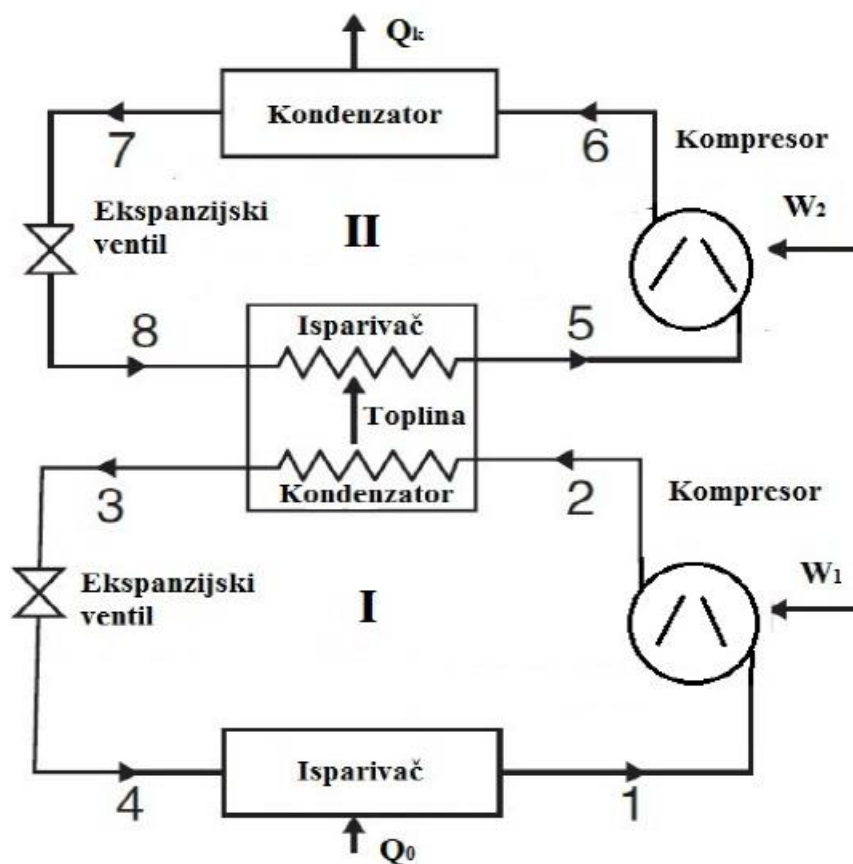 Qk
Kondenzator
7
6
Kompresor
Ekspanzijski
ventil
II
W2
Isparivač
8
5
Toplina
Kondenzator
3
2
Kompresor
Ekspanzijski
ventil
I
W1
Isparivač
4
1
Q0